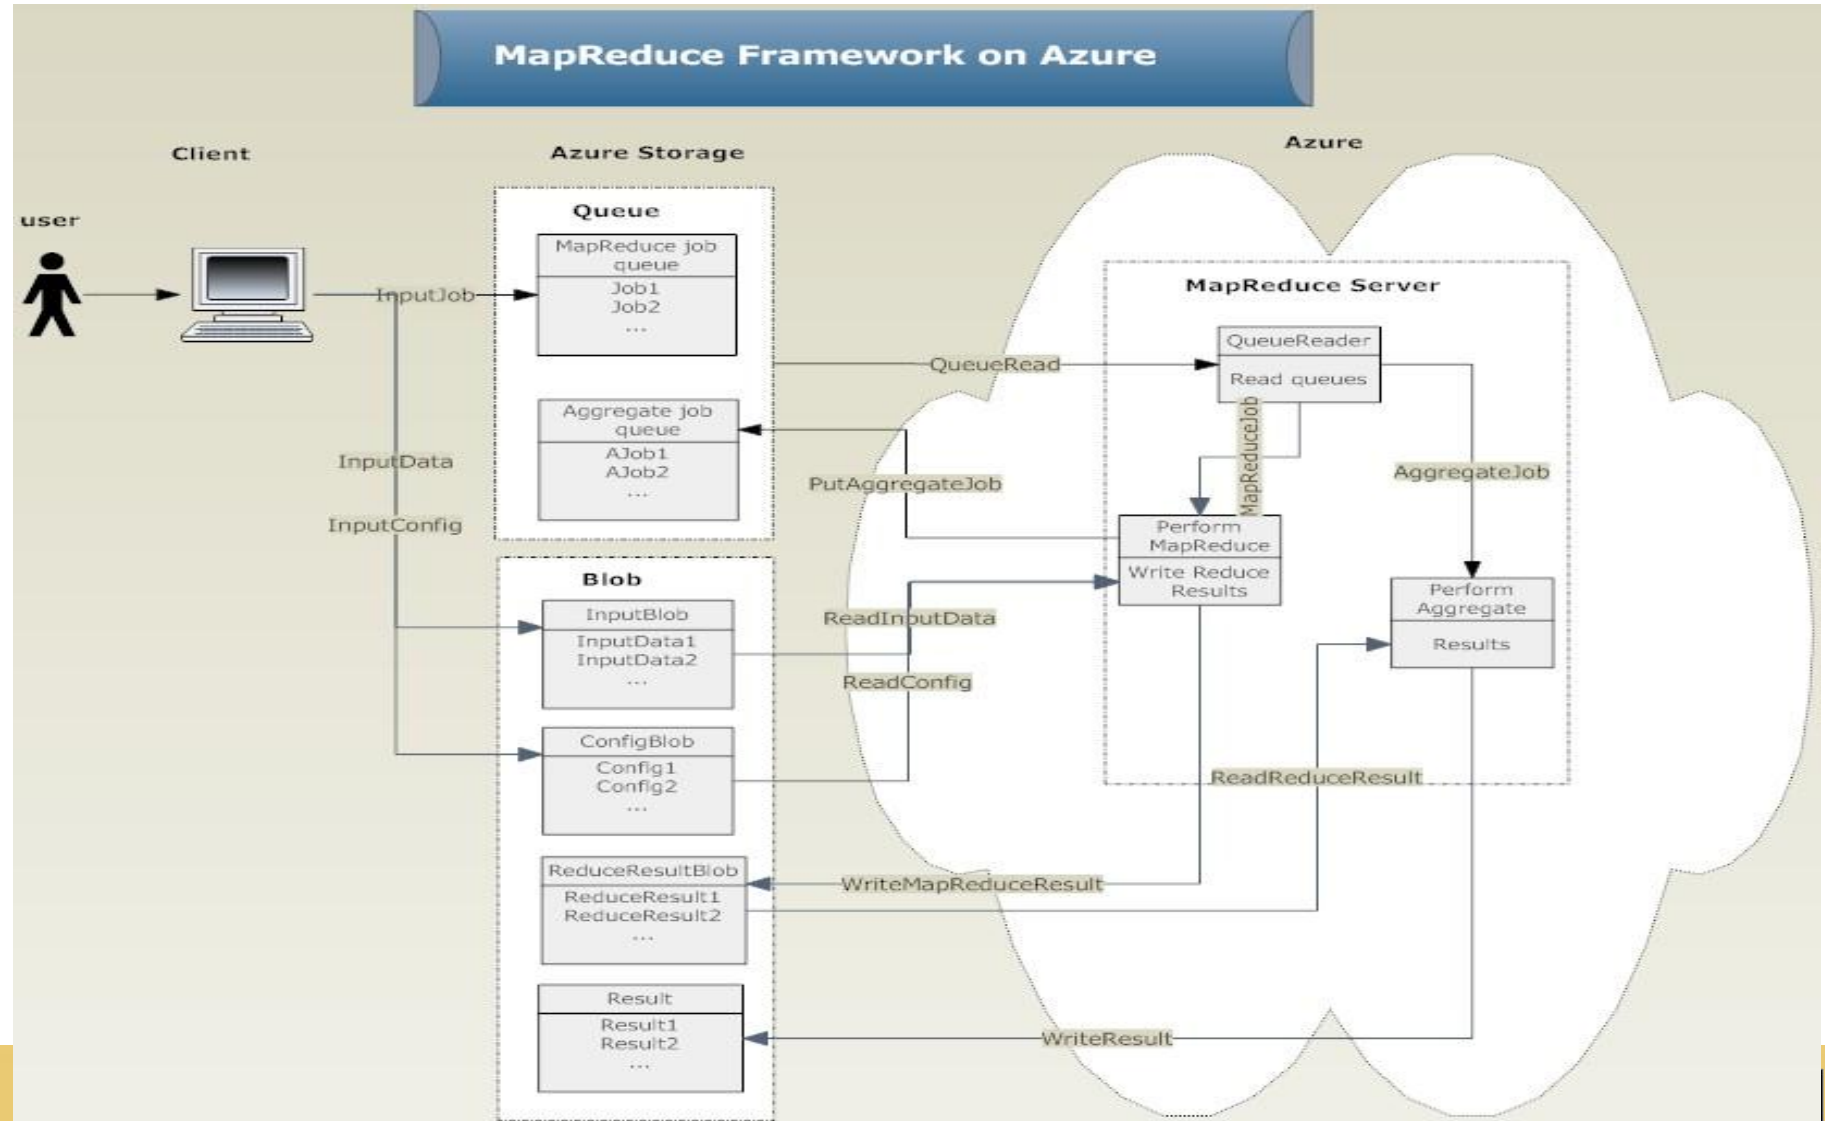 MapReduce Framework on Azure
Client
Azure Storage
Azure
user
Queue
MapReduce job
queue
Job1
Job2
...
InputJob
Aggregate job
queue
AJob1
AJob2
...
InputData
InputConfig
Blob
InputBlob
InputData1
InputData2
...
ConfigBlob
Config1
Config2
...
ReduceResultBlob
ReduceResult1
ReduceResult2
...
Result
Result1
Result2
...
QueueRead
PutAggregateJob
ReadInputData
ReadConfig
WriteMapReduceResult
WriteResult
MapReduce Server
QueueReader
Read queues
MapReduceJob
AggregateJob
Perform
MapReduce
Write Reduce
Results
Perform
Aggregate
Results
ReadReduceResult